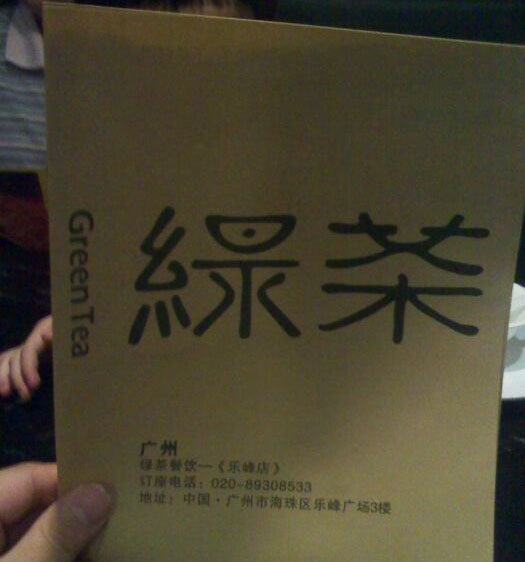 Green Tea
綠茶
广州
绿茶餐饮—《乐峰店》
订座电话：020-89308533
地址：中国·广州市海珠区乐峰广场3楼